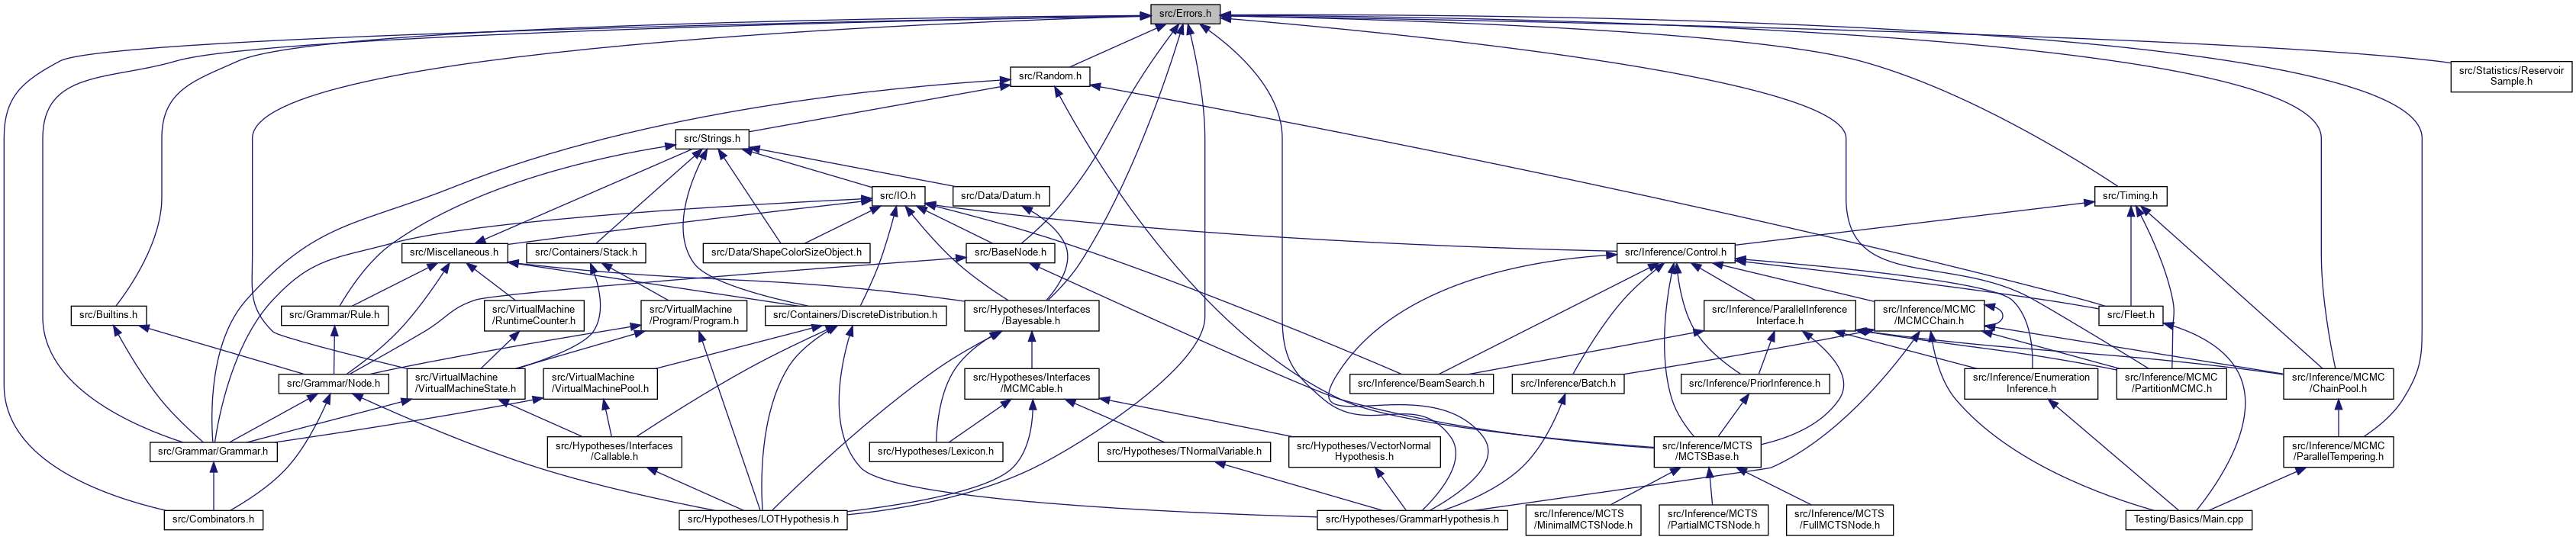 src/Errors.h
src/Random.h
src/Statistics/Reservoir
Sample.h
src/Strings.h
src/IO.h
src/Data/Datum.h
src/Timing.h
src/Miscellaneous.h
src/Containers/Stack.h
src/Data/ShapeColorSizeObject.h
src/BaseNode.h
src/Inference/Control.h
src/Builtins.h
src/Grammar/Rule.h
src/VirtualMachine
/RuntimeCounter.h
src/VirtualMachine
/Program/Program.h
src/Containers/DiscreteDistribution.h
src/Hypotheses/Interfaces
/Bayesable.h
src/Inference/ParallelInference
Interface.h
src/Inference/MCMC
/MCMCChain.h
src/Fleet.h
src/Grammar/Node.h
src/VirtualMachine
/VirtualMachineState.h
src/VirtualMachine
/VirtualMachinePool.h
src/Hypotheses/Interfaces
/MCMCable.h
src/Inference/BeamSearch.h
src/Inference/Batch.h
src/Inference/PriorInference.h
src/Inference/Enumeration
Inference.h
src/Inference/MCMC
/PartitionMCMC.h
src/Inference/MCMC
/ChainPool.h
src/Grammar/Grammar.h
src/Hypotheses/Interfaces
/Callable.h
src/Hypotheses/Lexicon.h
src/Hypotheses/TNormalVariable.h
src/Hypotheses/VectorNormal
Hypothesis.h
src/Inference/MCTS
/MCTSBase.h
src/Inference/MCMC
/ParallelTempering.h
src/Combinators.h
src/Hypotheses/LOTHypothesis.h
src/Hypotheses/GrammarHypothesis.h
src/Inference/MCTS
/MinimalMCTSNode.h
src/Inference/MCTS
/PartialMCTSNode.h
src/Inference/MCTS
/FullMCTSNode.h
Testing/Basics/Main.cpp